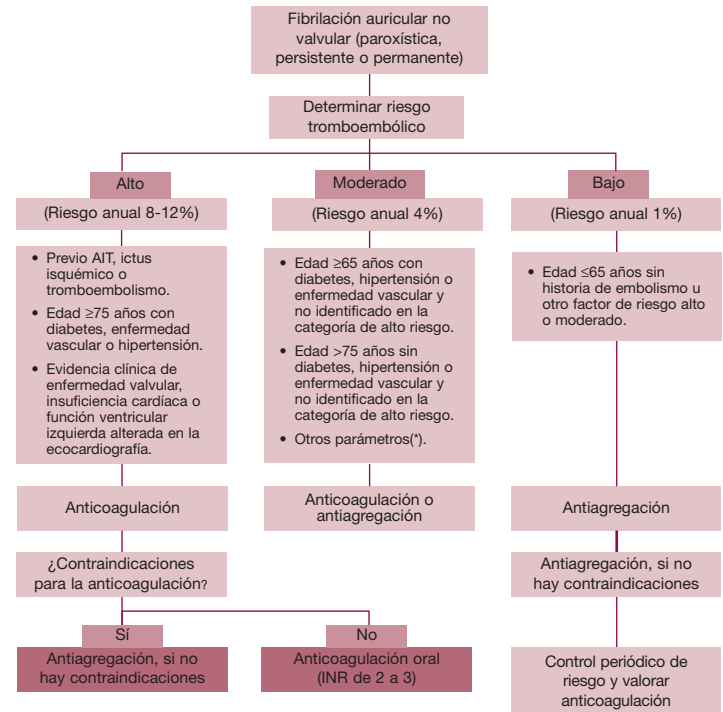 Fibrilación auricular no
valvular (paroxística,
persistente o permanente)
Determinar riesgo
tromboembólico
Alto
(Riesgo anual 8-12%)
• Previo AIT, ictus
isquémico o
tromboembolismo.
• Edad ≥75 años con
diabetes, enfermedad
vascular o hipertensión.
• Evidencia clínica de
enfermedad valvular,
insuficiencia cardíaca o
función ventricular
izquierda alterada en la
ecocardiografía.
Anticoagulación
¿Contraindicaciones
para la anticoagulación?
Sí
Antiagregación, si no
hay contraindicaciones
No
Anticoagulación oral
(INR de 2 a 3)
Moderado
(Riesgo anual 4%)
• Edad ≥65 años con
diabetes, hipertensión o
enfermedad vascular y
no identificado en la
categoría de alto riesgo.
• Edad >75 años sin
diabetes, hipertensión o
enfermedad vascular y
no identificado en la
categoría de alto riesgo.
• Otros parámetros(*).
Anticoagulación o
antiagregación
Bajo
(Riesgo anual 1%)
• Edad ≤65 años sin
historia de embolismo u
otro factor de riesgo alto
o moderado.
Antiagregación
Antiagregación, si no
hay contraindicaciones
Control periódico de
riesgo y valorar
anticoagulación